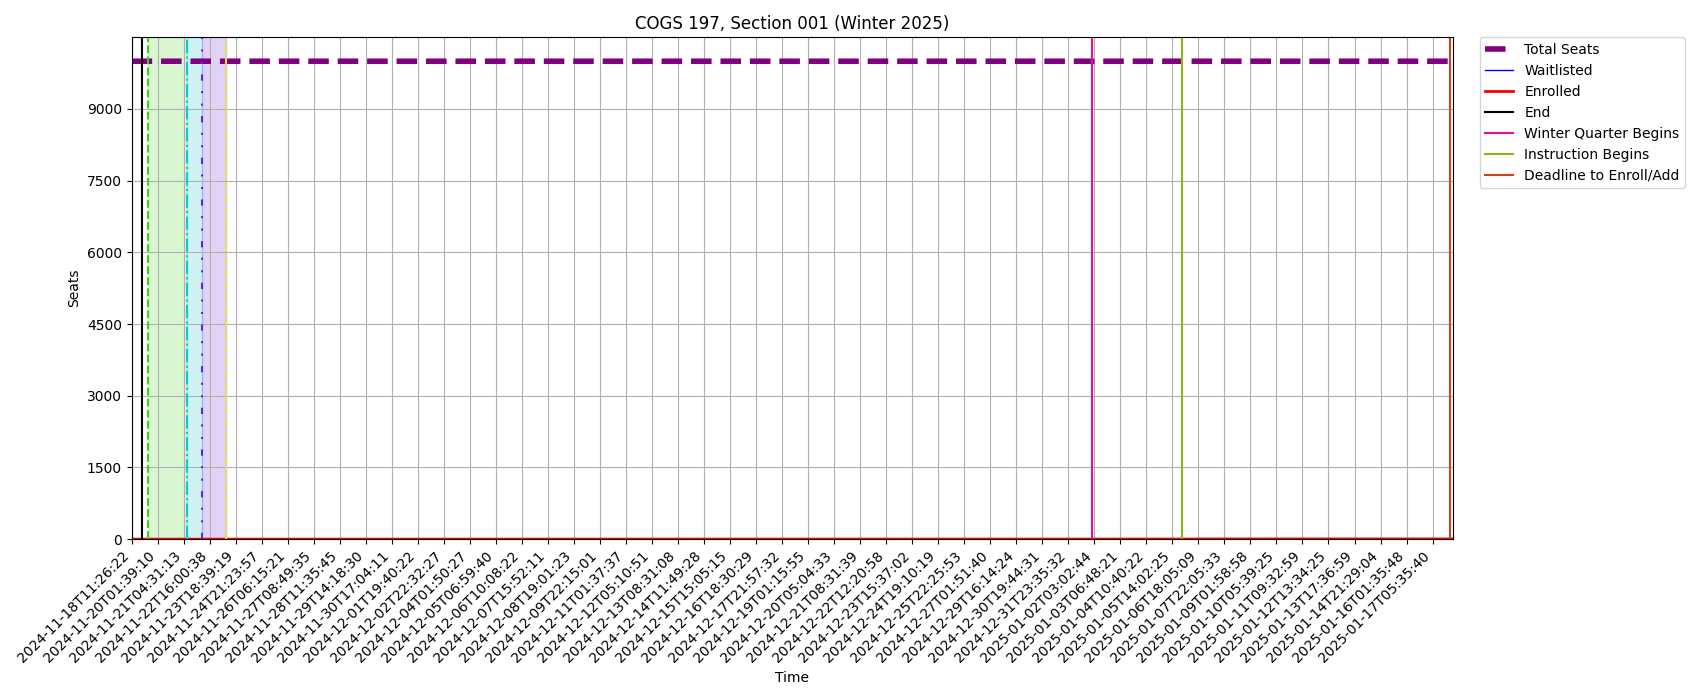 COGS 197, Section 001 (Winter 2025)
Total Seats
Waitlisted
Enrolled
End
Winter Quarter Begins
Instruction Begins
Deadline to Enroll/Add
Seats
9000
7500
6000
4500
3000
1500
0
2024-11-18T11:26:22
2024-11-20T01:39:10
2024-11-21T04:31:13
2024-11-22T16:00:38
2024-11-23T18:39:19
2024-11-24T21:23:57
2024-11-26T06:15:21
2024-11-27T08:49:35
2024-11-28T11:35:45
2024-11-29T14:18:30
2024-11-30T17:04:11
2024-12-01T19:40:22
2024-12-02T22:32:27
2024-12-04T01:50:27
2024-12-05T06:59:40
2024-12-06T10:08:22
2024-12-07T15:52:11
2024-12-08T19:01:23
2024-12-09T22:15:01
2024-12-11T01:37:37
2024-12-12T05:10:51
2024-12-13T08:31:08
2024-12-14T11:49:28
2024-12-15T15:05:15
2024-12-16T18:30:29
2024-12-17T21:57:32
2024-12-19T01:15:55
2024-12-20T05:04:33
2024-12-21T08:31:39
2024-12-22T12:20:58
2024-12-23T15:37:02
2024-12-24T19:10:19
2024-12-25T22:25:53
2024-12-27T01:51:40
2024-12-29T16:14:24
2024-12-30T19:44:31
2024-12-31T23:35:32
2025-01-02T03:02:44
2025-01-03T06:48:21
2025-01-04T10:40:22
2025-01-05T14:02:25
2025-01-06T18:05:09
2025-01-07T22:05:33
2025-01-09T01:58:58
2025-01-10T05:39:25
2025-01-11T09:32:59
2025-01-12T13:34:25
2025-01-13T17:36:59
2025-01-14T21:29:04
2025-01-16T01:35:48
2025-01-17T05:35:40
Time